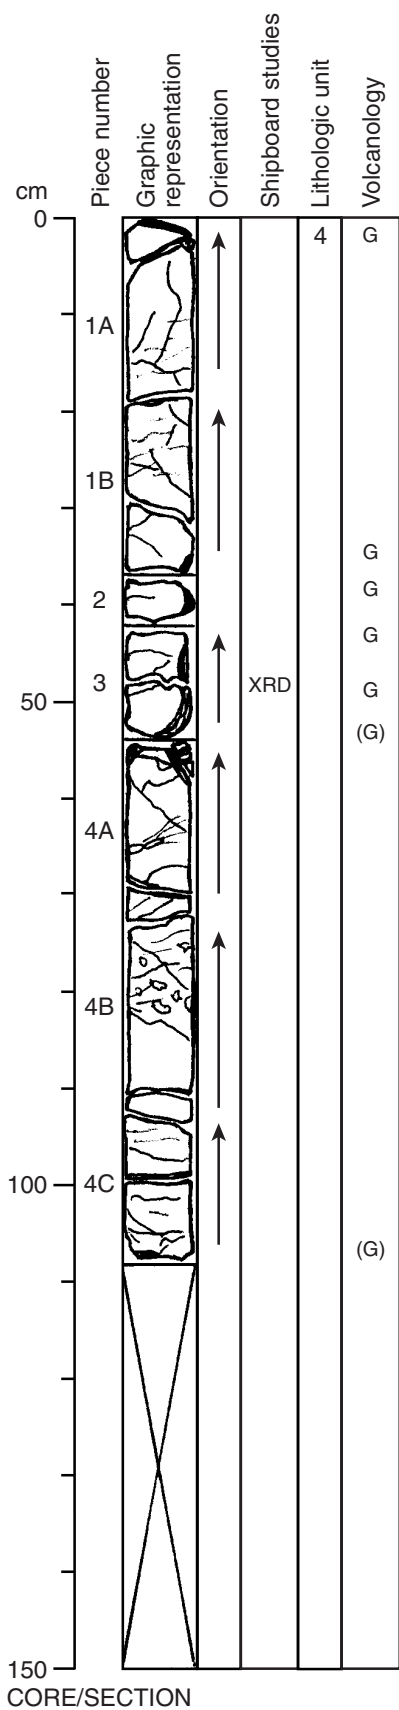 cm
Piece number
Graphic
representation
Orientation
Shipboard studies
Lithologic unit
Volcanology
0
4
G
1A
1B
G
G
2
G
3
XRD
G
50
(G)
4A
4B
100
4C
(G)
150
CORE/SECTION